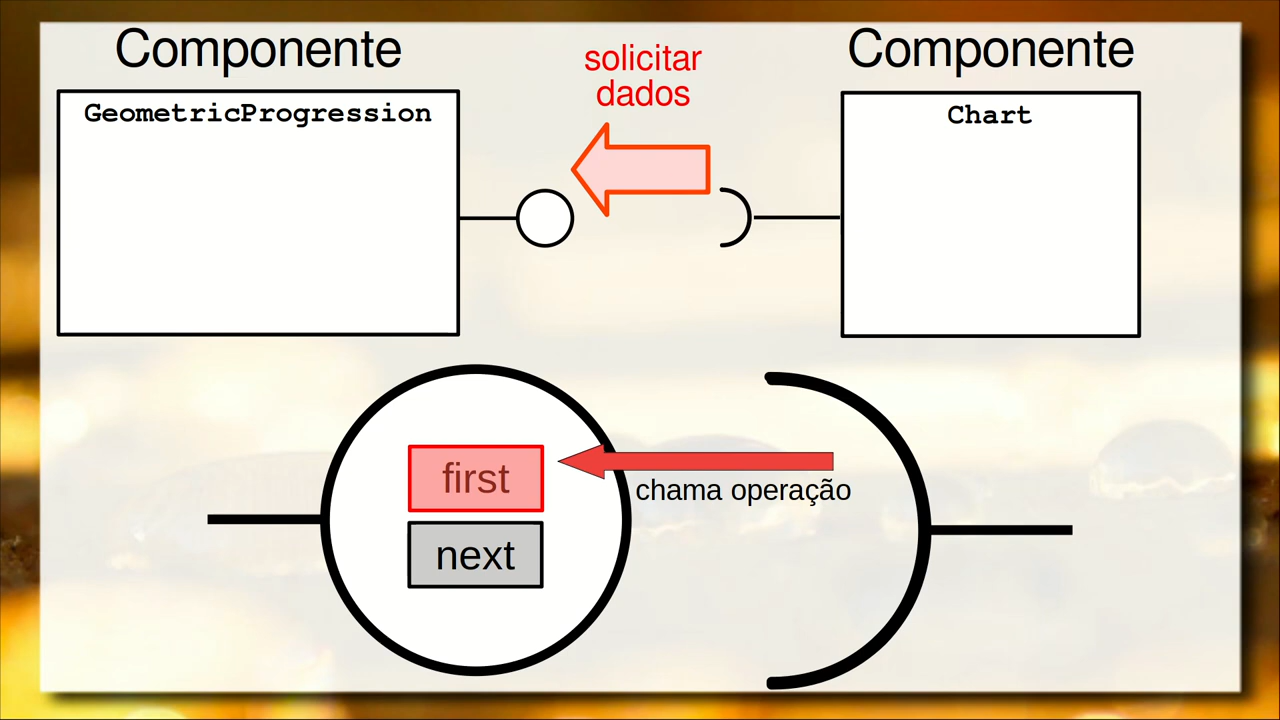 Componente
GeometricProgression
solicitar
dados
Componente
Chart
first
next
chama operação